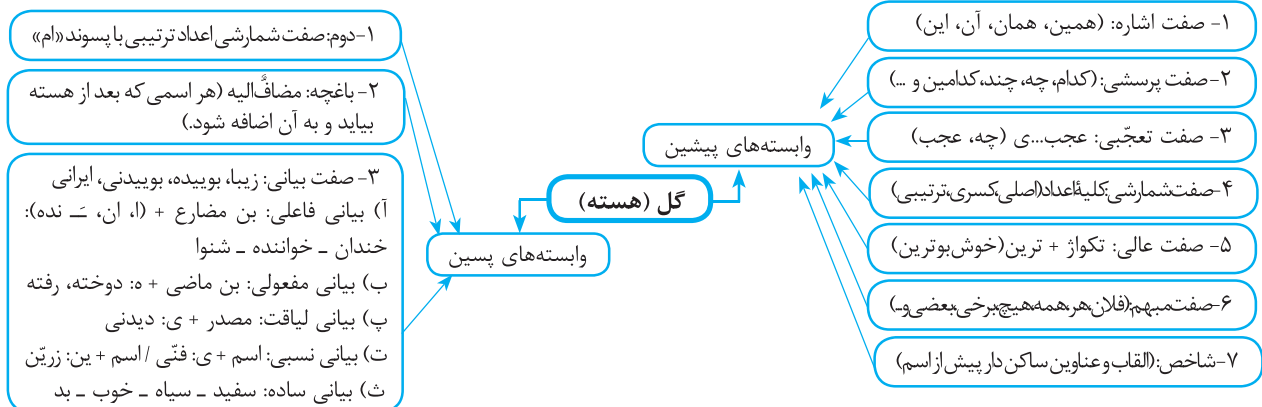 گل (هسته)
وابسته‌های پیشین
۱- صفت اشاره: (همین، همان، آن، این)
۲- صفت پرسشی: (کدام، چه، چند، کدامین و ...)
۳- صفت تعجّبی: عجب...ی (چه، عجب)
۴- صفت شمارشی: کلیهٔ اعداد (اصلی، کسری، ترتیبی)
۵- صفت عالی: تکواژ + ترین (خوش‌بوترین)
۶- صفت مبهم: (فلان، هر، همه، هیچ، برخی، بعضی و...)
۷- شاخص: (القاب و عناوین ساکن دار پیش از اسم)
وابسته‌های پسین
۱- دوم: صفت شمارشی اعداد ترتیبی با پسوند «ام»
۲- باغچه: مضافٌ‌الیه (هر اسمی که بعد از هسته
بیاید و به آن اضافه شود.)
۳- صفت بیانی: زیبا، بوییده، بوییدنی، ایرانی
آ) بیانی فاعلی: بن مضارع + (ا، ان، ـَـ نده):
خندان ـ خواننده ـ شنوا
ب) بیانی مفعولی: بن ماضی + ه: دوخته، رفته
پ) بیانی لیاقت: مصدر + ی: دیدنی
ت) بیانی نسبی: اسم + ی: فنّی / اسم + ین: زریّن
ث) بیانی ساده: سفید ـ سیاه ـ خوب ـ بد